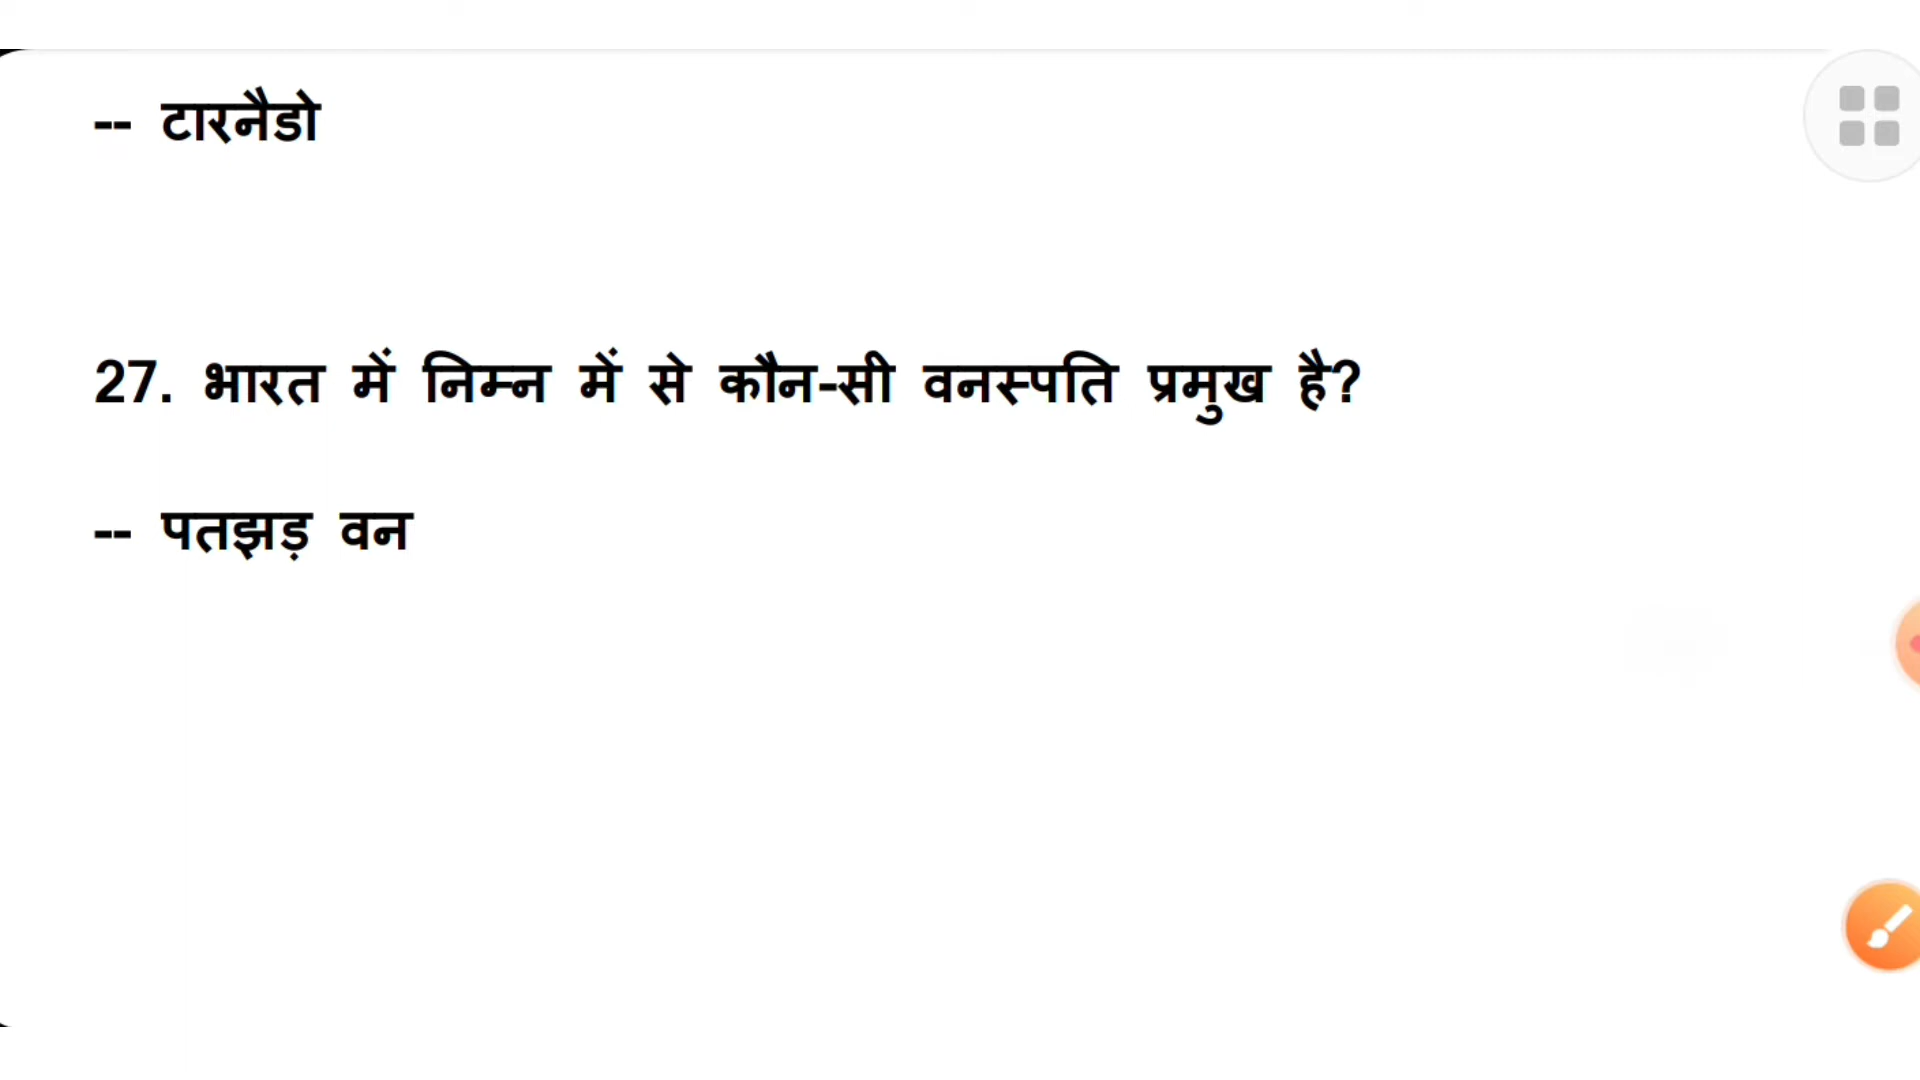 -- टारनैडो
27. भारत में निम्न में से कौन-सी वनस्पति प्रमुख है?
-- पतझड़ वन